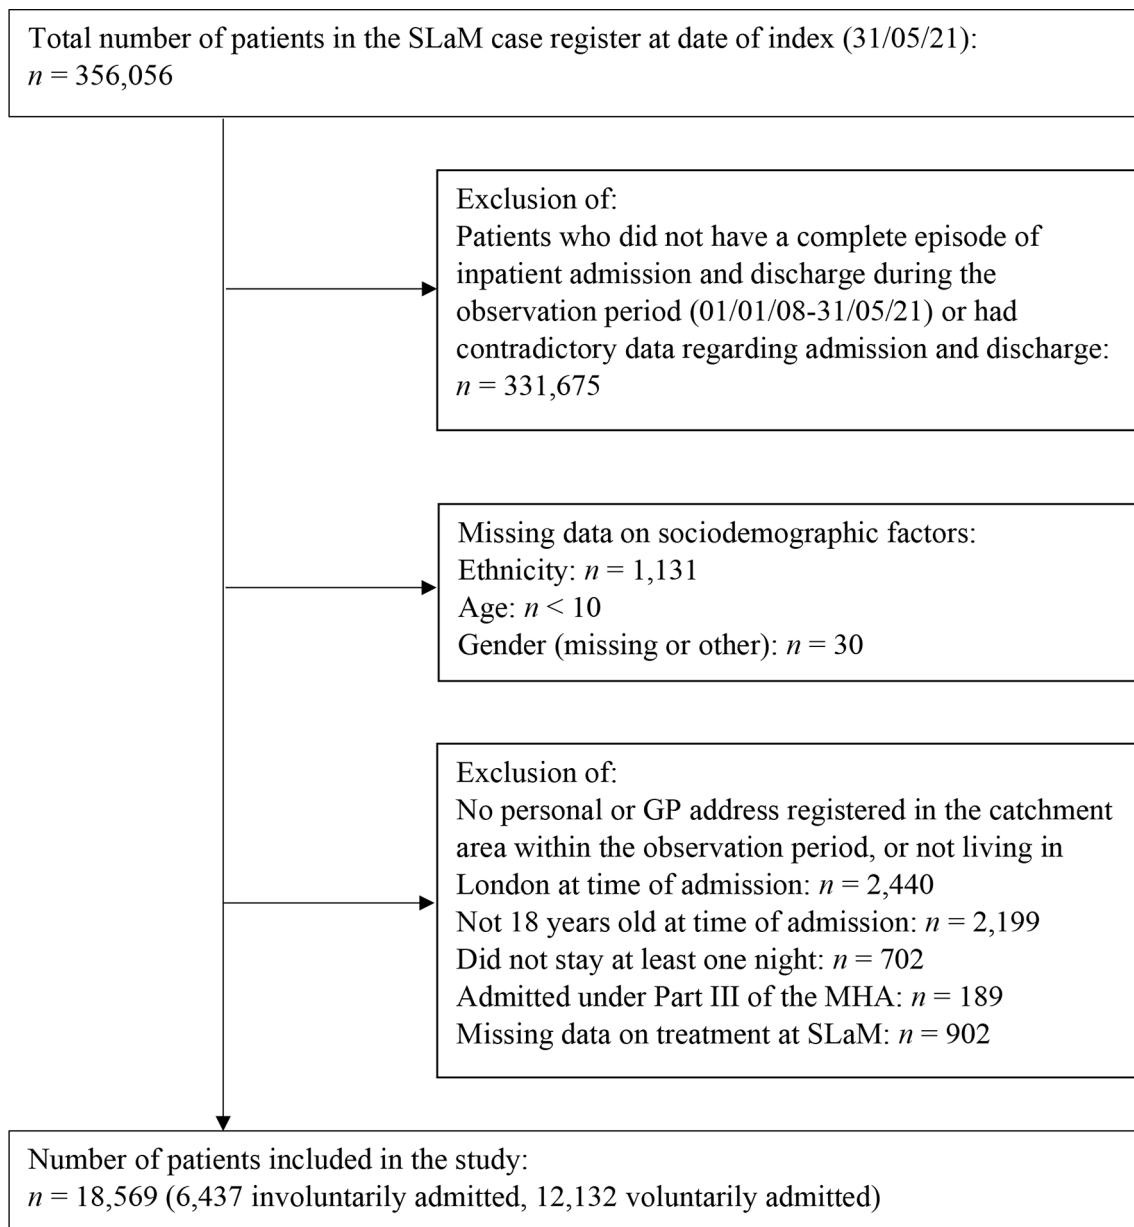 Total number of patients in the SLaM case register at date of index (31/05/21):
n = 356,056
Exclusion of:
Patients who did not have a complete episode of
inpatient admission and discharge during the
observation period (01/01/08-31/05/21) or had
contradictory data regarding admission and discharge:
n = 331,675
Missing data on sociodemographic factors:
Ethnicity: n = 1,131
Age: n < 10
Gender (missing or other): n = 30
Exclusion of:
No personal or GP address registered in the catchment
area within the observation period, or not living in
London at time of admission: n = 2,440
Not 18 years old at time of admission: n = 2,199
Did not stay at least one night: n = 702
Admitted under Part III of the MHA: n = 189
Missing data on treatment at SLaM: n = 902
Number of patients included in the study:
n = 18,569 (6,437 involuntarily admitted, 12,132 voluntarily admitted)